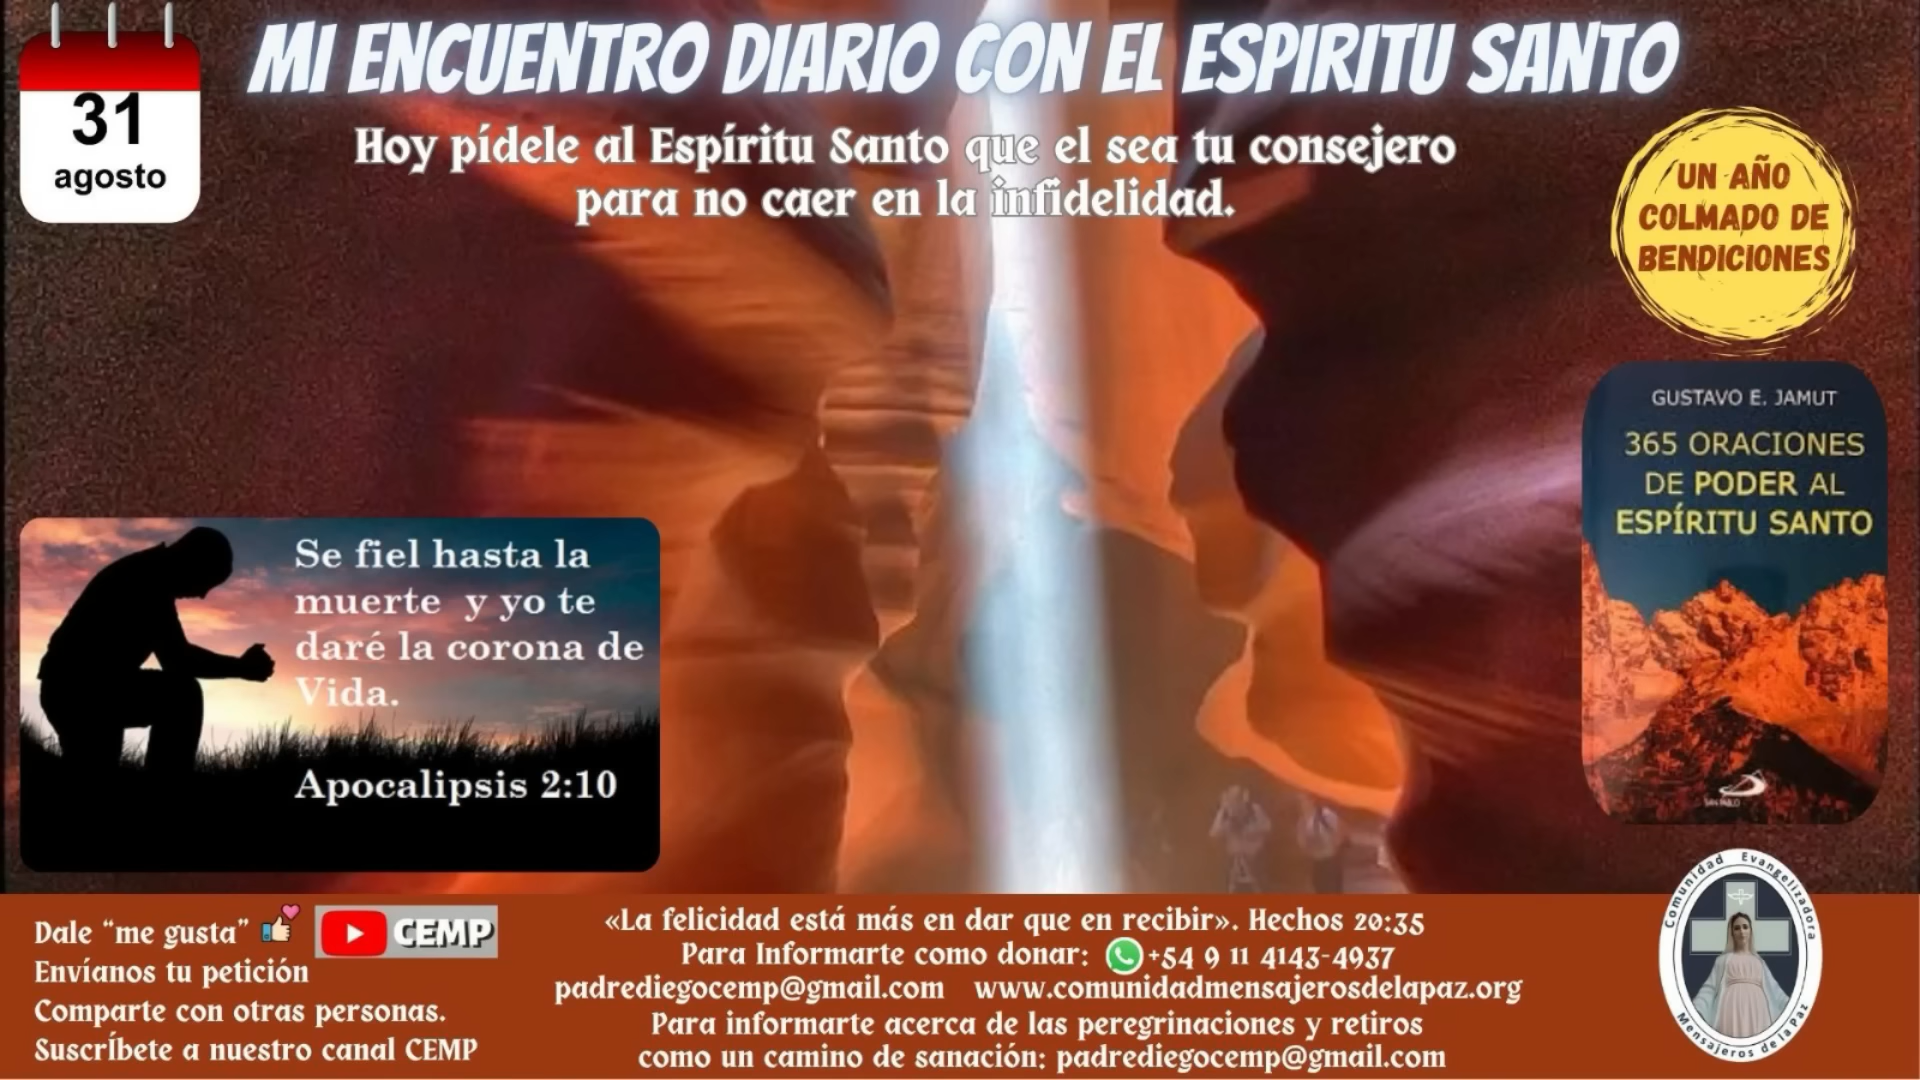 31
agosto
MI ENCUENTRO DIARIO CON EL ESPIRITU SANTO
Hoy pídele al Espíritu Santo que el sea tu consejero
para no caer en la infidelidad.
UN AÑO
COLMADO DE
BENDICIONES
GUSTAVO E. JAMUT
365 ORACIONES
DE PODER AL
ESPÍRITU SANTO
SAN PABLO
Se fiel hasta la
muerte y yo te
daré la corona de
Vida.
Apocalipsis 2:10
Dale “me gusta”
CEMP
Envíanos tu petición
Comparte con otras personas.
Suscríbete a nuestro canal CEMP
«La felicidad está más en dar que en recibir». Hechos 20:35
Para Informarte como donar: +54 9 11 4143-4937
padrediegocemp@gmail.com www.comunidadmensajerosdelapaz.org
Para informarte acerca de las peregrinaciones y retiros
como un camino de sanación: padrediegocemp@gmail.com
Comunidad Evangelizadora
Mensajeros de la Paz